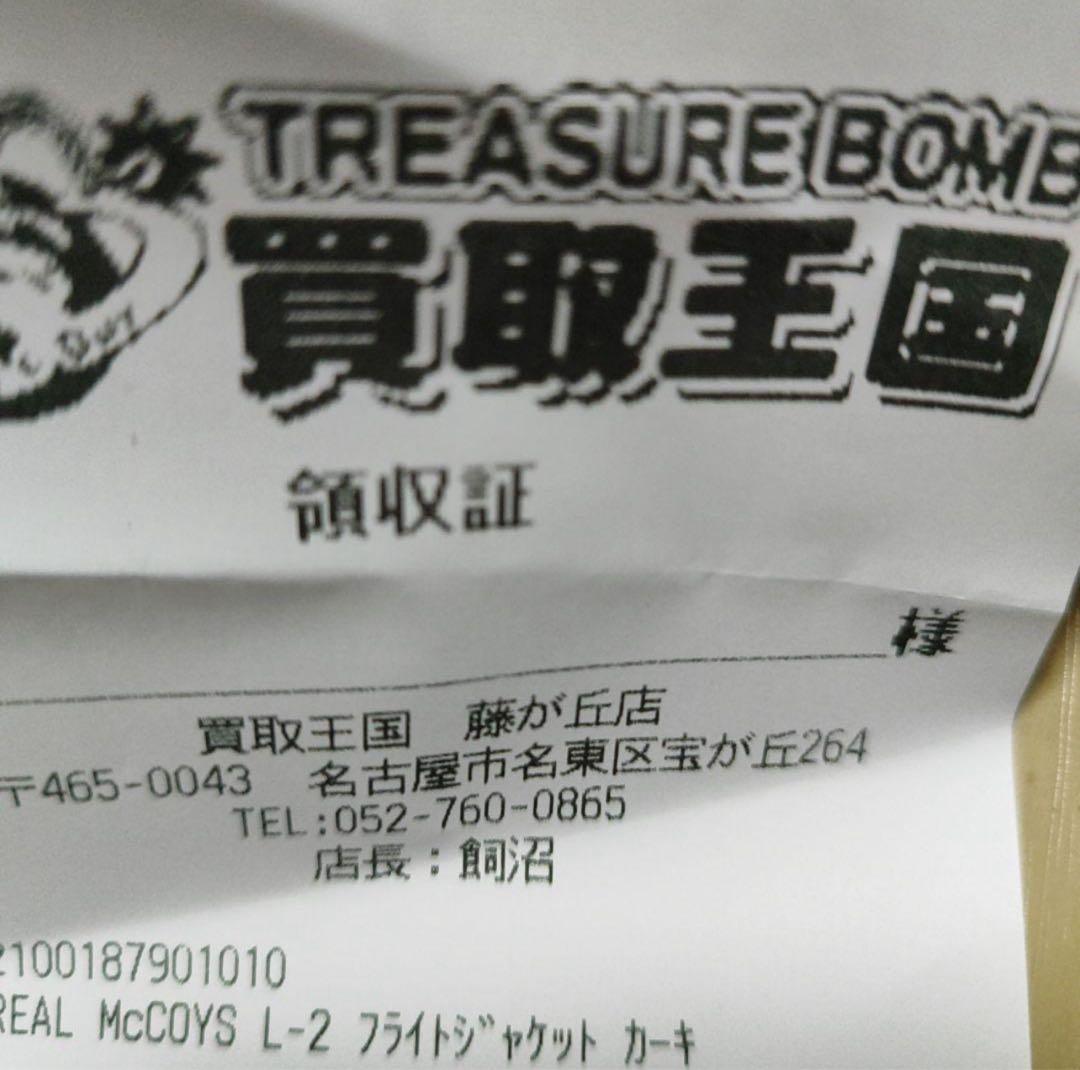 TREASURE BOMB
買取王国
領収証
様
買取王国 藤が丘店
〒465-0043 名古屋市名東区宝が丘264
TEL:052-760-0865
店長：飼沼
2100187901010
REAL McCOYS L-2 フライトジャケット カーキ